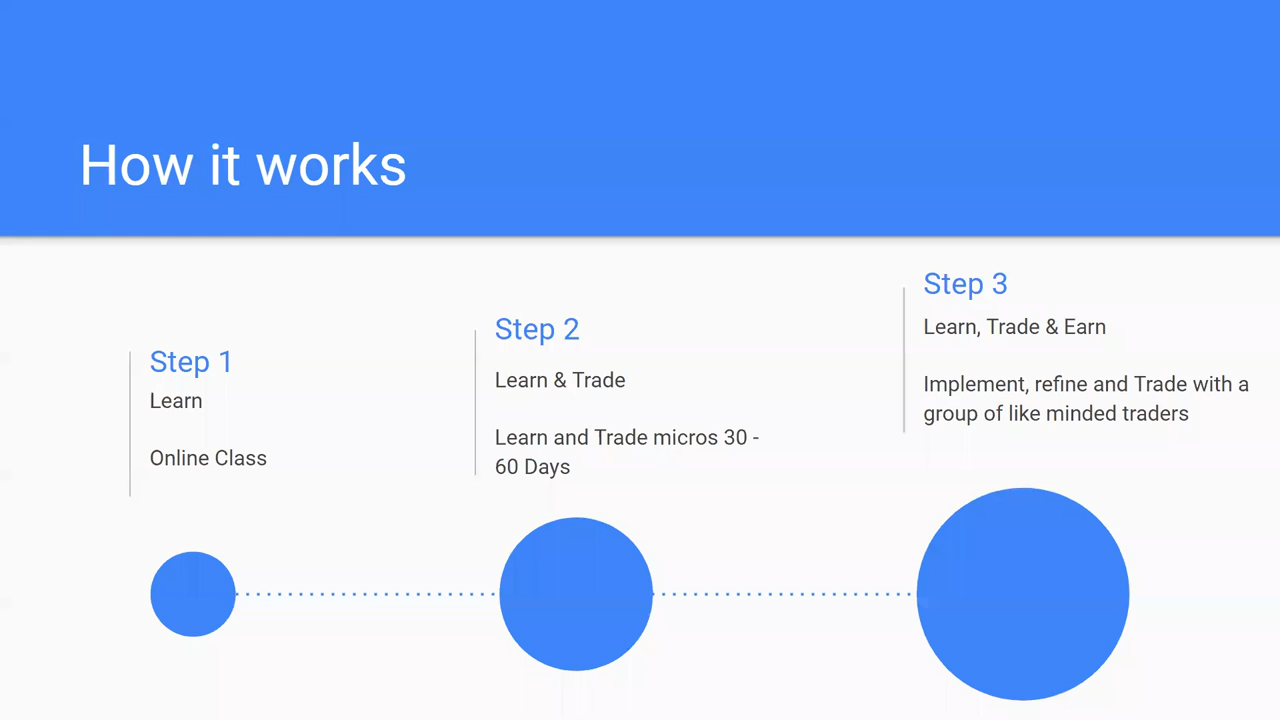 How it works
Step 1
Learn
Online Class
Step 2
Learn & Trade
Learn and Trade micros 30 -
60 Days
Step 3
Learn, Trade & Earn
Implement, refine and Trade with a
group of like minded traders